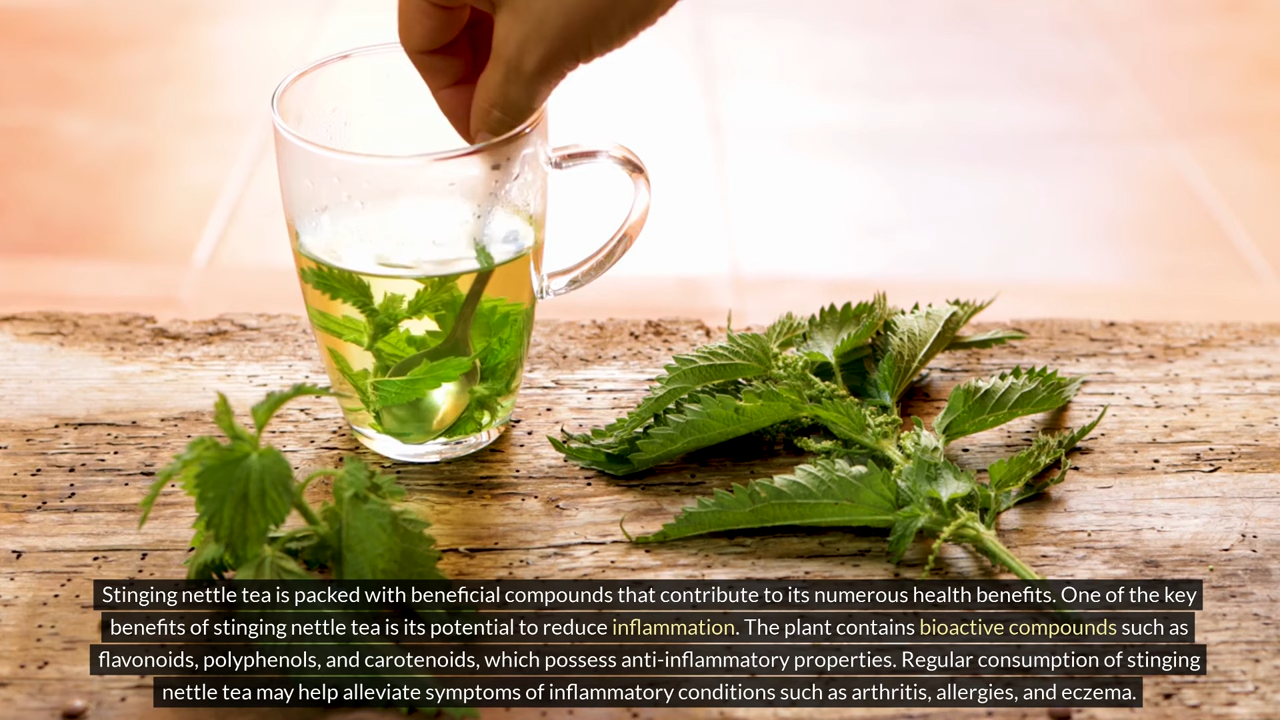 Stinging nettle tea is packed with beneficial compounds that contribute to its numerous health benefits. One of the key
benefits of stinging nettle tea is its potential to reduce inflammation. The plant contains bioactive compounds such as
flavonoids, polyphenols, and carotenoids, which possess anti-inflammatory properties. Regular consumption of stinging
nettle tea may help alleviate symptoms of inflammatory conditions such as arthritis, allergies, and eczema.